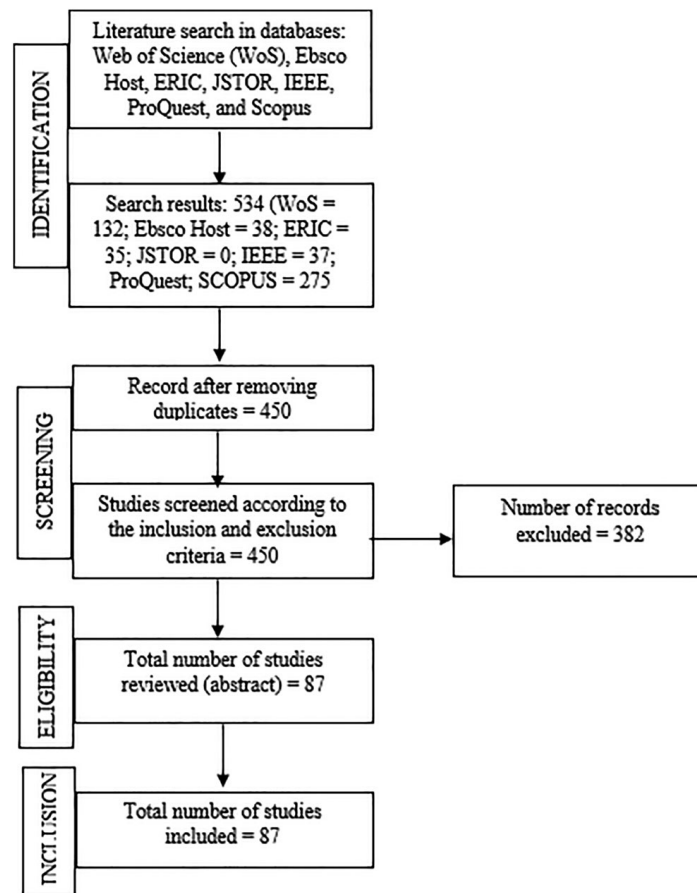 IDENTIFICATION
Literature search in databases:
Web of Science (WoS), Ebsco
Host, ERIC, JSTOR, IEEE,
ProQuest, and Scopus
Search results: 534 (WoS =
132; Ebsco Host = 38; ERIC =
35; JSTOR = 0; IEEE = 37;
ProQuest; SCOPUS = 275
SCREENING
Record after removing
duplicates = 450
Studies screened according to
the inclusion and exclusion
criteria = 450
Number of records
excluded = 382
ELIGIBILITY
Total number of studies
reviewed (abstract) = 87
INCLUSION
Total number of studies
included = 87